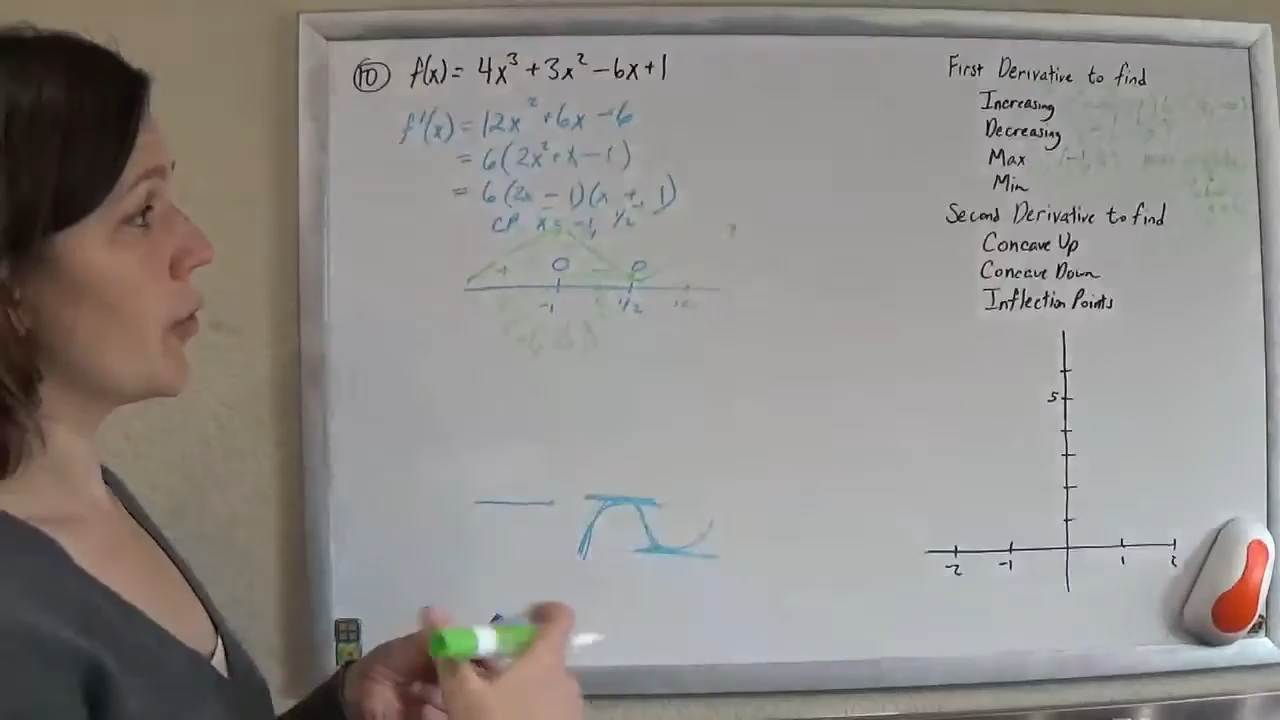 10 f(x) = 4x³ + 3x² - 6x + 1
f'(x) = 12x² + 6x - 6
= 6(2x² + x - 1)
= 6(2x - 1)(x + 1)
CP x = -1, 1/2
+ 0 - 0
-1 1/2
First Derivative to find
Increasing
Decreasing
Max
Min
Second Derivative to find
Concave Up
Concave Down
Inflection Points
5
-2 -1 1 2